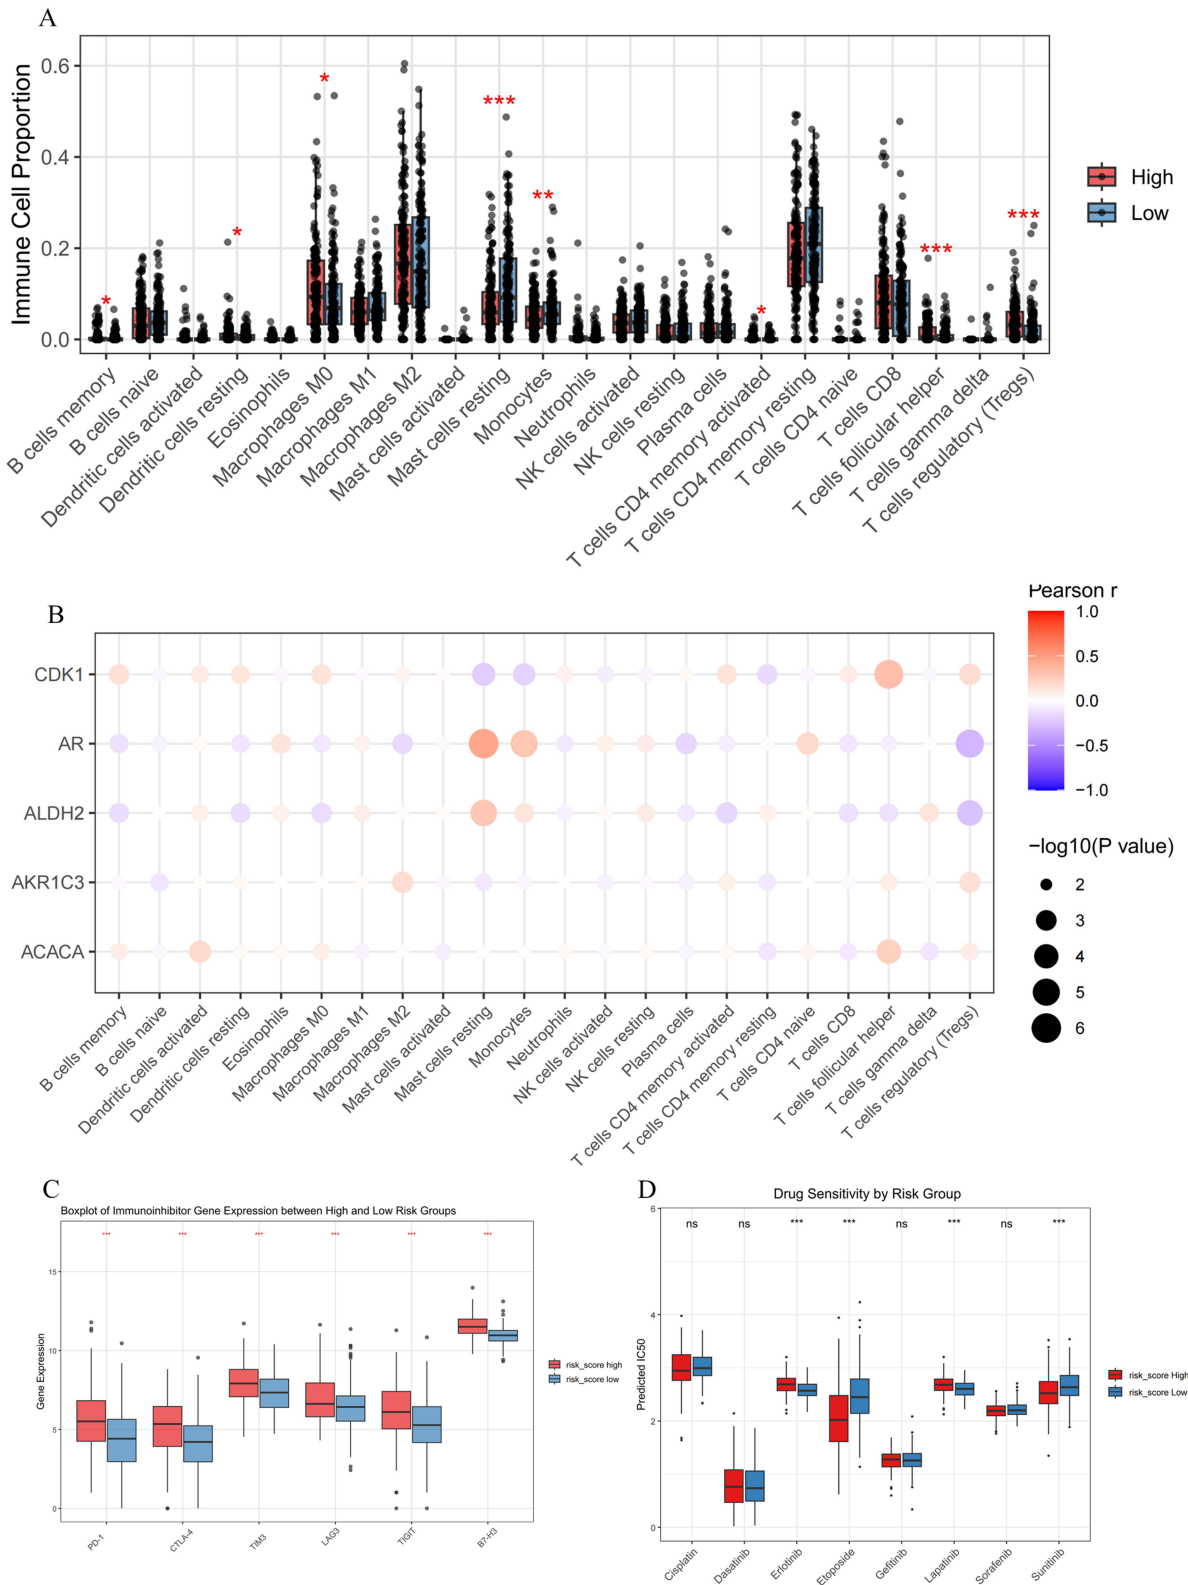 A
Immune Cell Proportion
0.6
0.4
0.2
0.0
*
*
*
***
**
*
***
***
High
Low
B cells memory
B cells naive
Dendritic cells activated
Dendritic cells resting
Eosinophils
Macrophages M0
Macrophages M1
Macrophages M2
Mast cells activated
Mast cells resting
Monocytes
Neutrophils
NK cells activated
NK cells resting
Plasma cells
T cells CD4 memory activated
T cells CD4 memory resting
T cells CD4 naive
T cells CD8
T cells follicular helper
T cells gamma delta
T cells regulatory (Tregs)
B
CDK1
AR
ALDH2
AKR1C3
ACACA
B cells memory
B cells naive
Dendritic cells activated
Dendritic cells resting
Eosinophils
Macrophages M0
Macrophages M1
Macrophages M2
Mast cells activated
Mast cells resting
Monocytes
Neutrophils
NK cells activated
NK cells resting
Plasma cells
T cells CD4 memory activated
T cells CD4 memory resting
T cells CD4 naive
T cells CD8
T cells follicular helper
T cells gamma delta
T cells regulatory (Tregs)
Pearson r
1.0
0.5
0.0
−0.5
−1.0
−log10(P value)
2
3
4
5
6
C
Boxplot of Immunoinhibitor Gene Expression between High and Low Risk Groups
*** *** *** *** *** ***
Gene Expression
15
10
5
0
PD-1
CTLA-4
TIM3
LAG3
TIGIT
B7-H3
risk_score high
risk_score low
D
Drug Sensitivity by Risk Group
ns ns *** *** ns *** ns ***
Predicted IC50
6
4
2
0
Cisplatin
Dasatinib
Erlotinib
Etoposide
Gefitinib
Lapatinib
Sorafenib
Sunitinib
risk_score High
risk_score Low